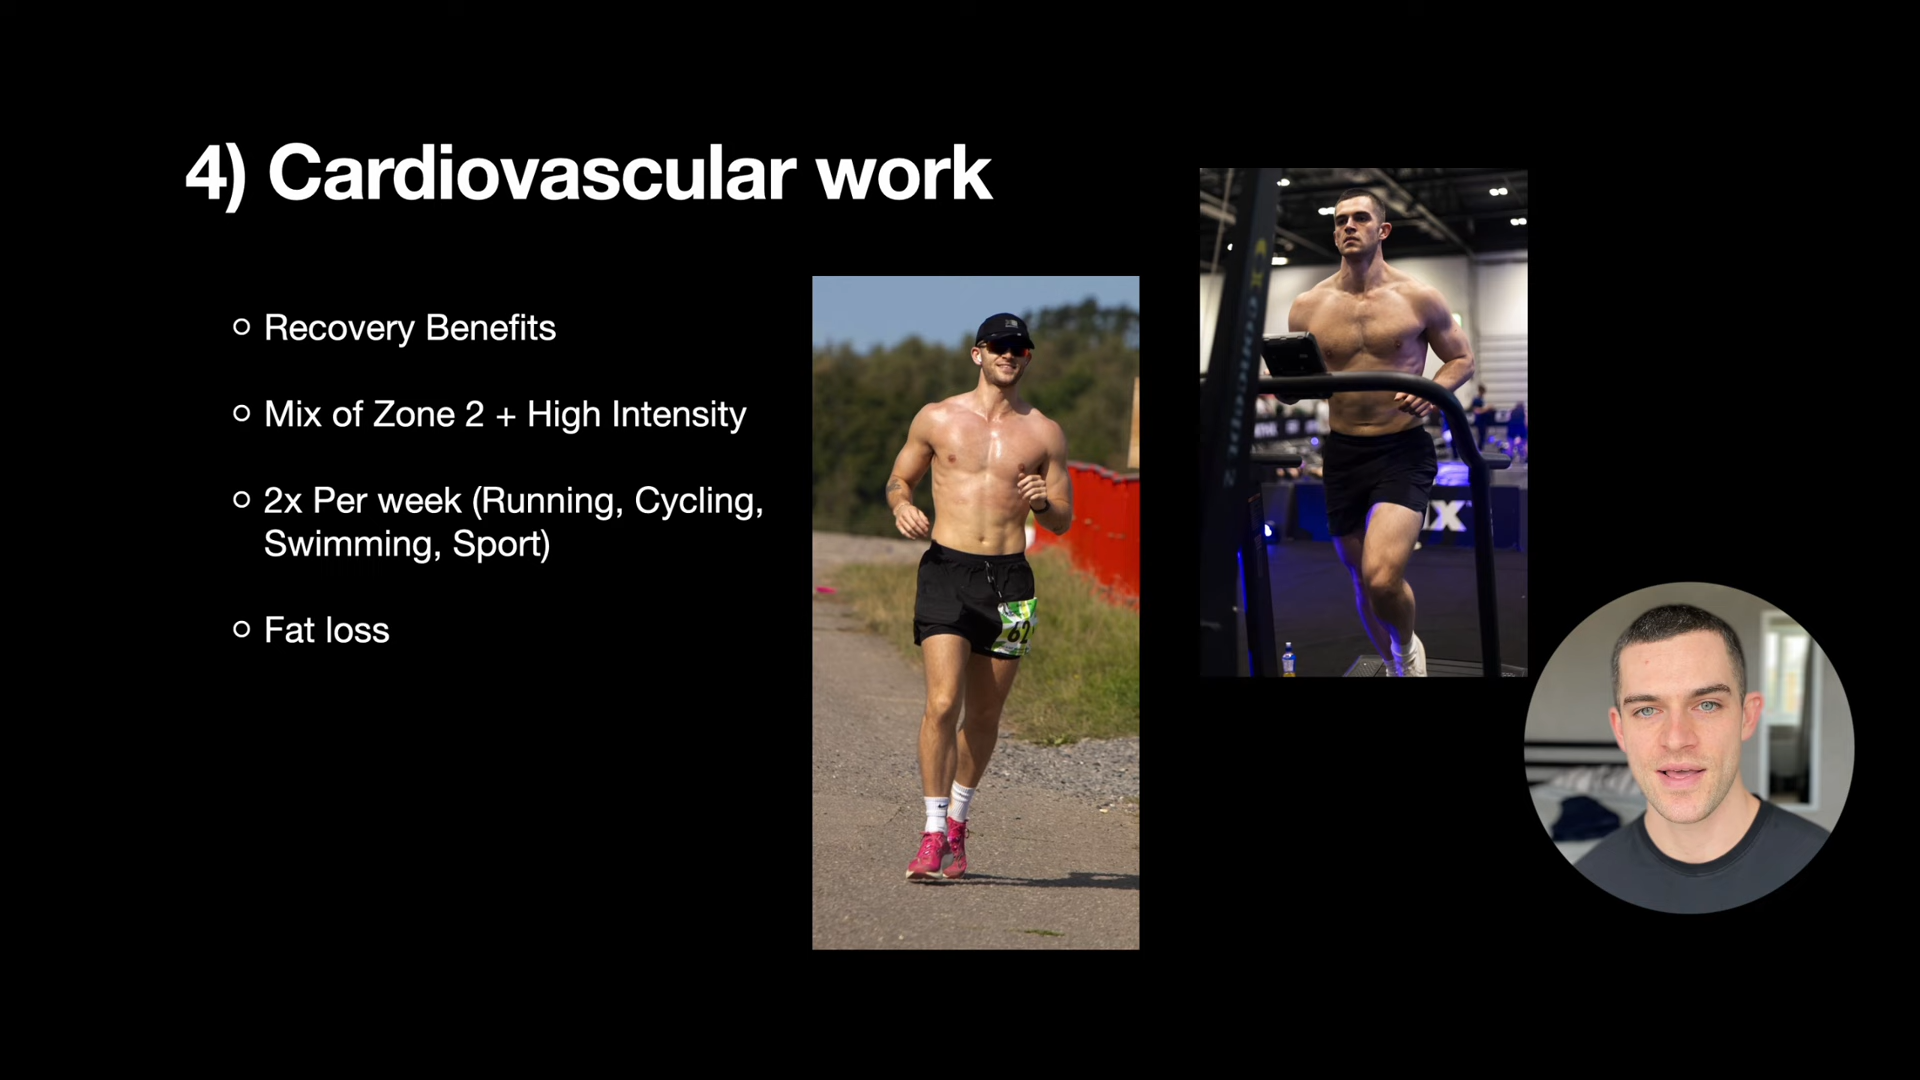 4) Cardiovascular work
Recovery Benefits
Mix of Zone 2 + High Intensity
2x Per week (Running, Cycling,
Swimming, Sport)
Fat loss
62